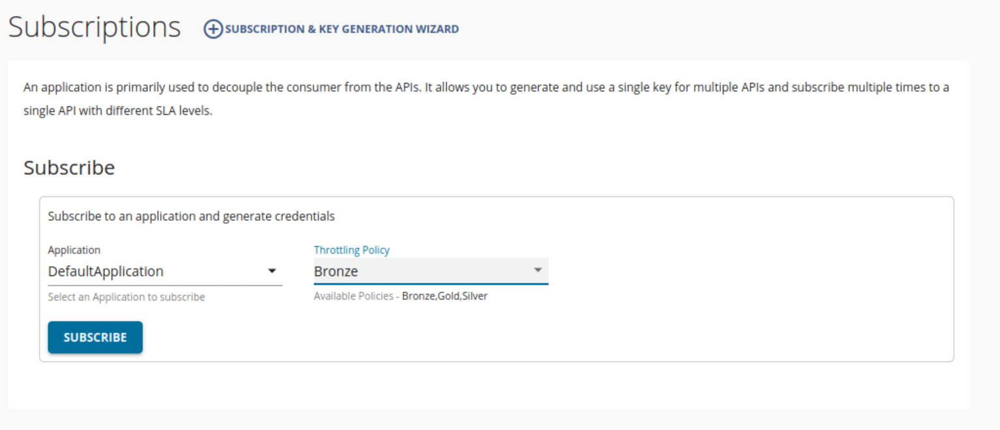 Subscriptions
SUBSCRIPTION & KEY GENERATION WIZARD
An application is primarily used to decouple the consumer from the APIs. It allows you to generate and use a single key for multiple APIs and subscribe multiple times to a
single API with different SLA levels.
Subscribe
Subscribe to an application and generate credentials
Application
Throttling Policy
DefaultApplication
Bronze
Select an Application to subscribe
Available Policies - Bronze,Gold,Silver
SUBSCRIBE